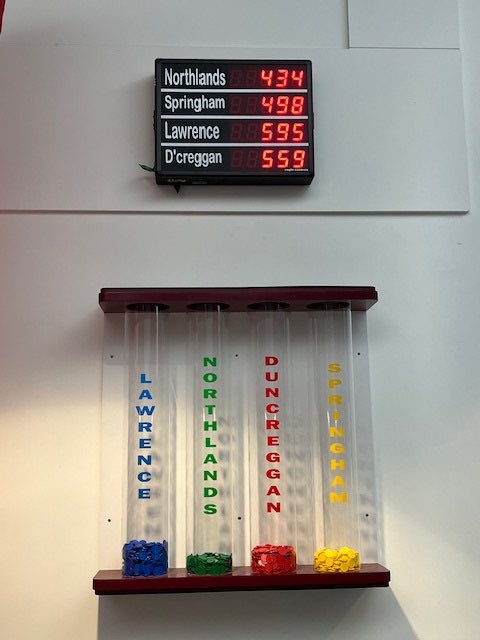 Northlands 434
Springham 498
Lawrence 595
D'creggan 559
LAWRENCE
NORTHLANDS
DUNCREGGAN
SPRINGHAM